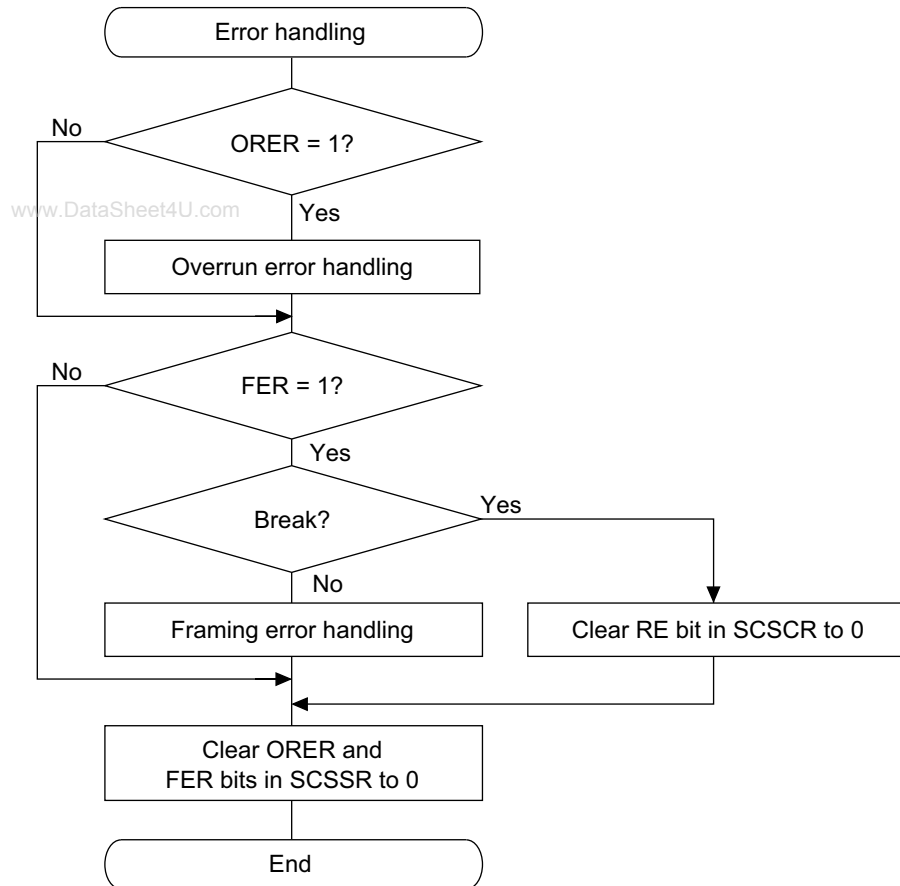 Error handling
No
ORER = 1?
www.DataSheet4U.com
Yes
Overrun error handling
No
FER = 1?
Yes
Break?
Yes
No
Framing error handling
Clear RE bit in SCSCR to 0
Clear ORER and
FER bits in SCSSR to 0
End